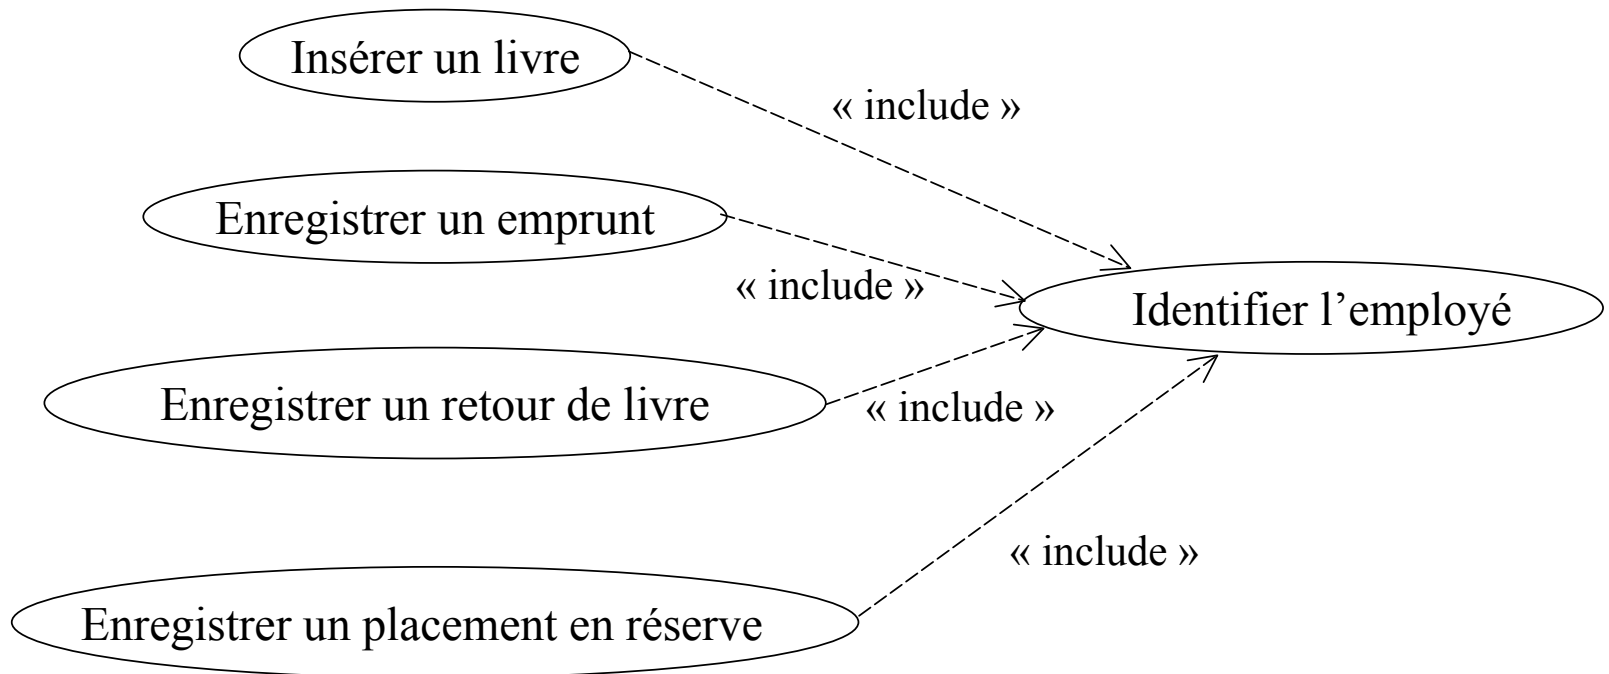 Insérer un livre
« include »
Enregistrer un emprunt
« include »
Identifier l’employé
Enregistrer un retour de livre
« include »
« include »
Enregistrer un placement en réserve